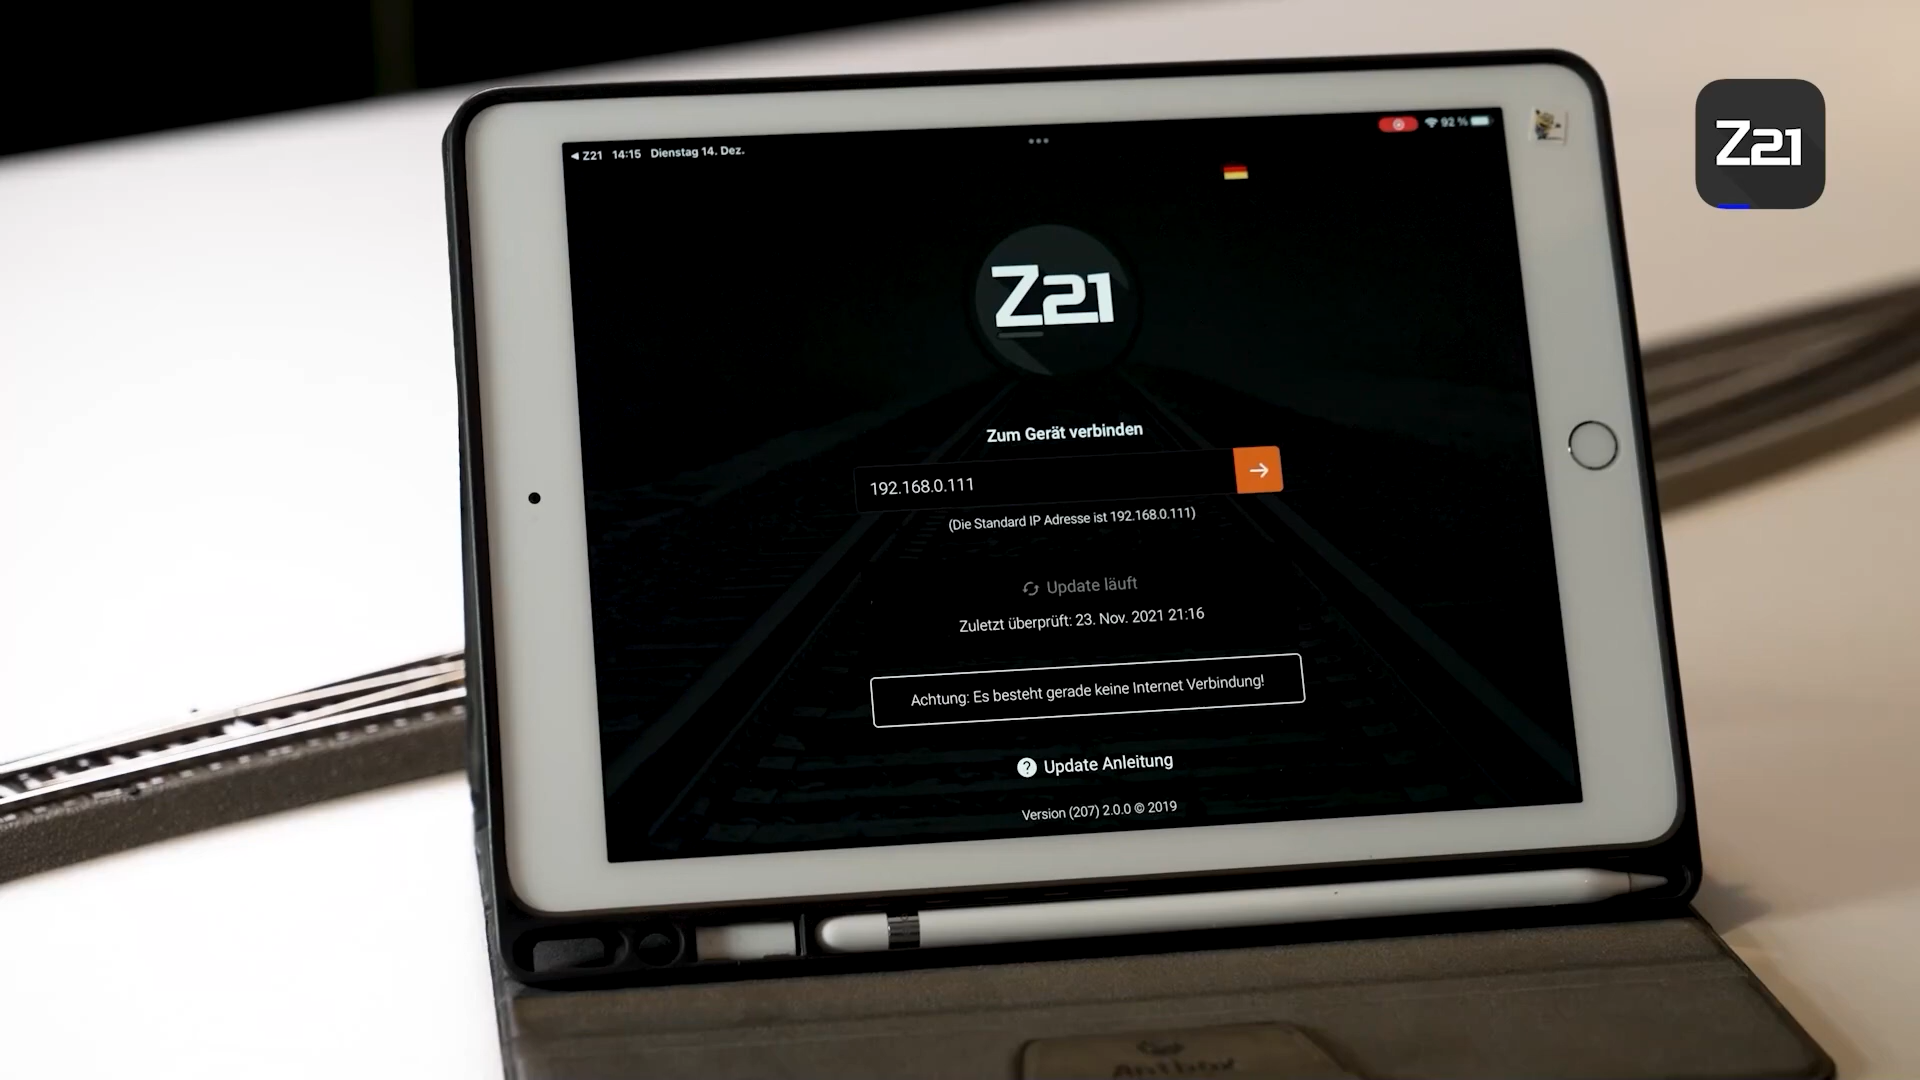 ◀ Z21 14:15 Dienstag 14. Dez.
92 %
Z21
Z21
Zum Gerät verbinden
192.168.0.111
(Die Standard IP Adresse ist 192.168.0.111)
Update läuft
Zuletzt überprüft: 23. Nov. 2021 21:16
Achtung: Es besteht gerade keine Internet Verbindung!
? Update Anleitung
Version (207) 2.0.0 © 2019